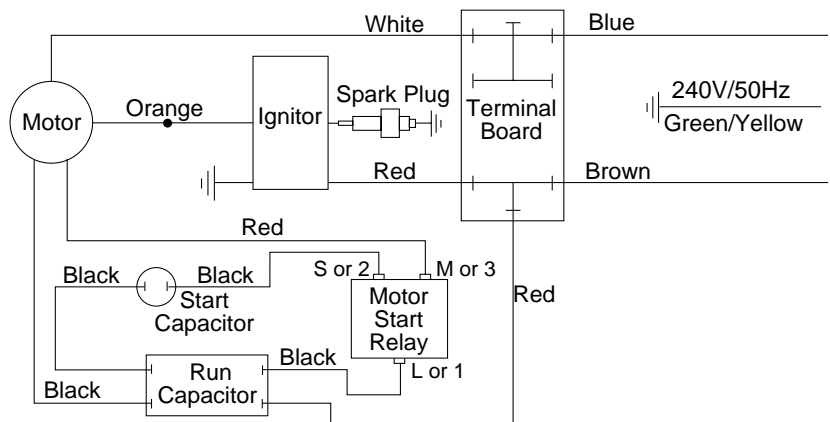 White
Blue
Orange
Motor
Ignitor
Spark Plug
Terminal
Board
240V/50Hz
Green/Yellow
Red
Brown
Red
Black
Black
S or 2
M or 3
Start
Capacitor
Motor
Start
Relay
Red
Black
L or 1
Run
Capacitor
Black